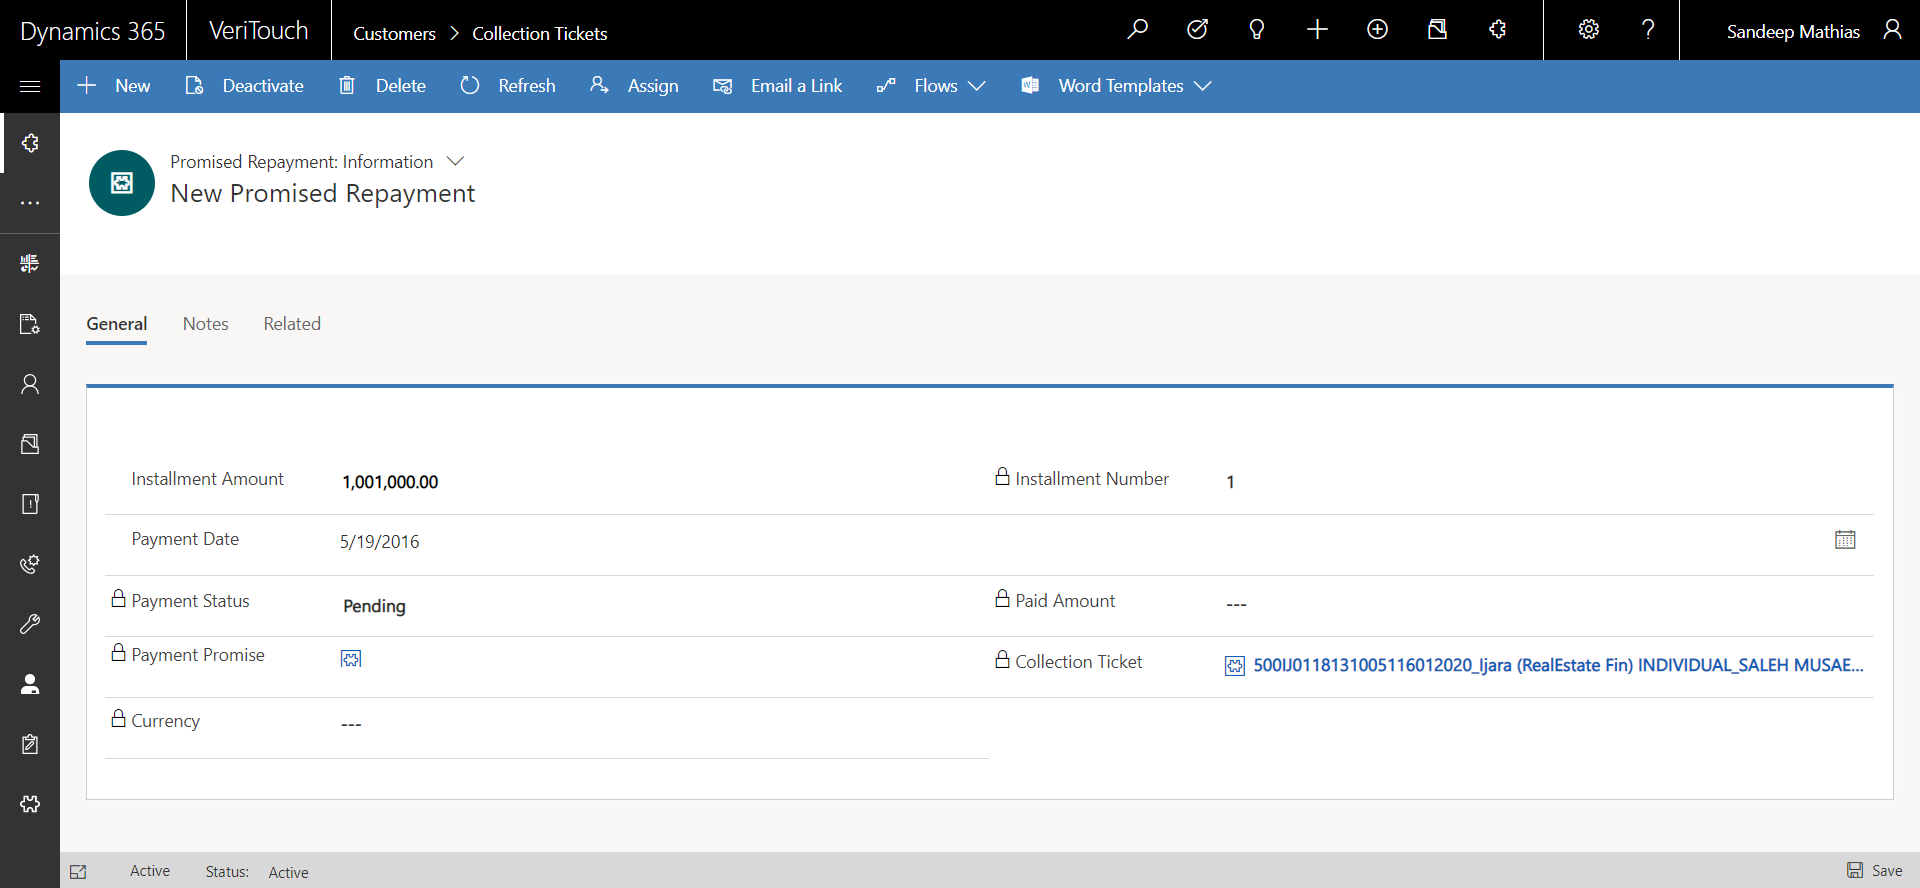 Dynamics 365
VeriTouch
Customers > Collection Tickets
Sandeep Mathias
New
Deactivate
Delete
Refresh
Assign
Email a Link
Flows
Word Templates
Promised Repayment: Information
New Promised Repayment
General
Notes
Related
Installment Amount
1,001,000.00
Installment Number
1
Payment Date
5/19/2016
Payment Status
Pending
Paid Amount
---
Payment Promise
Collection Ticket
500IJ0118131005116012020_Ijara (RealEstate Fin) INDIVIDUAL_SALEH MUSAE...
Currency
---
Active
Status:
Active
Save